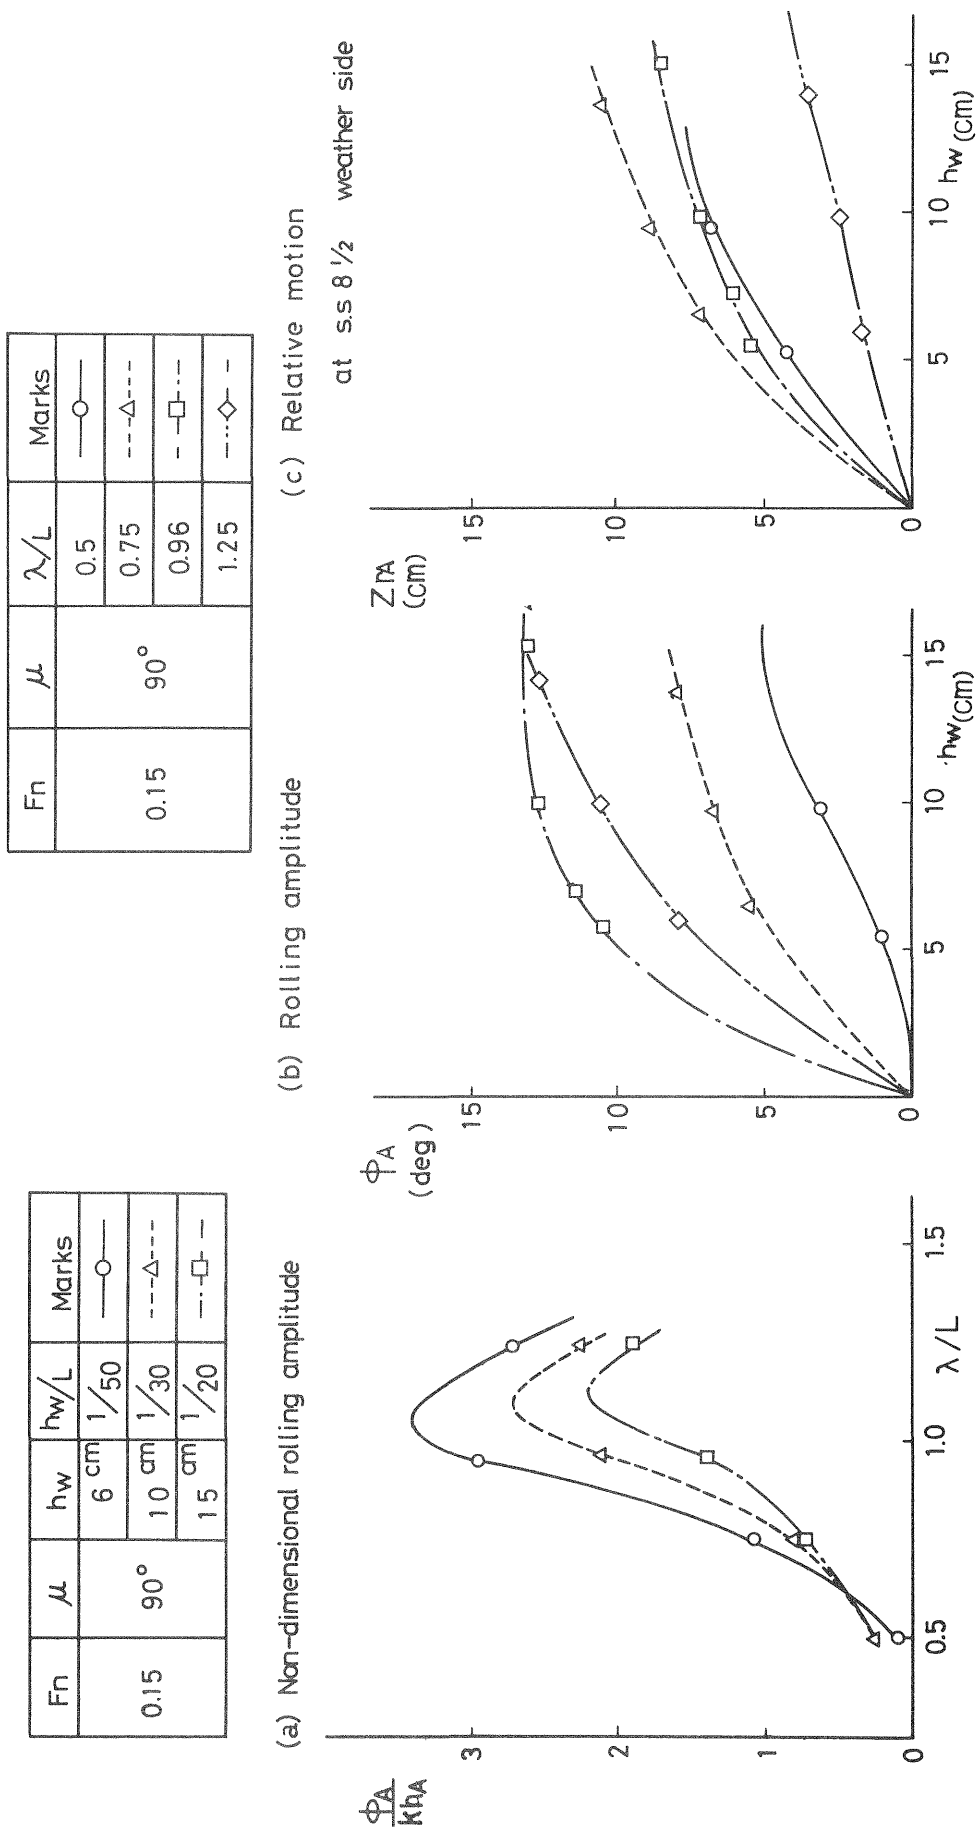 Fn μ hw hw/L Marks
0.15 90° 6 cm 1/50
10 cm 1/30
15 cm 1/20
(a) Non-dimensional rolling amplitude
ΦA
KhA
3
2
1
0
0.5 1.0 1.5
λ/L
Fn μ λ/L Marks
0.15 90° 0.5
0.75
0.96
1.25
(b) Rolling amplitude
ΦA
(deg)
15
10
5
0
5 10 15
hw(cm)
(c) Relative motion
at s.s 8 1/2 weather side
ZrA
(cm)
15
10
5
0
5 10 15
hw (cm)